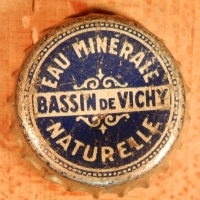 EAU MINERALE
BASSIN DE VICHY
NATURELLE